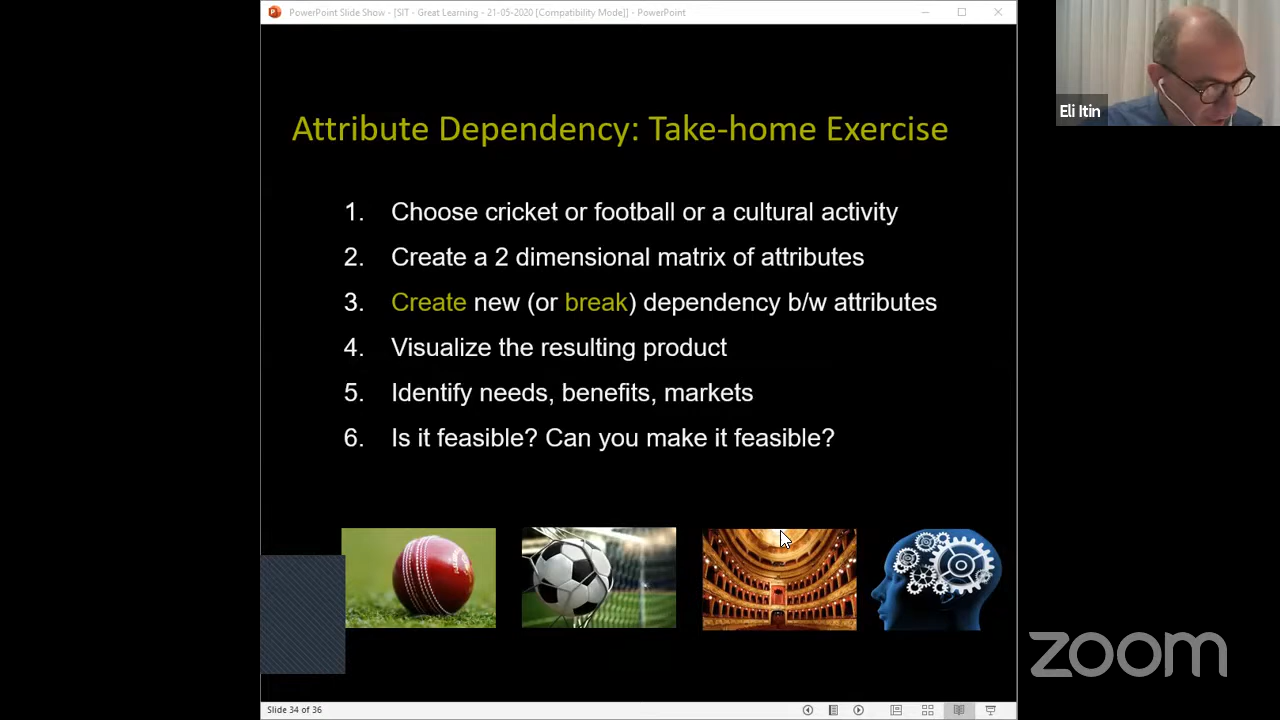 PowerPoint Slide Show - [SIT - Great Learning - 21-05-2020 [Compatibility Mode]] - PowerPoint
Eli Itin
Attribute Dependency: Take-home Exercise
1. Choose cricket or football or a cultural activity
2. Create a 2 dimensional matrix of attributes
3. Create new (or break) dependency b/w attributes
4. Visualize the resulting product
5. Identify needs, benefits, markets
6. Is it feasible? Can you make it feasible?
zoom
Slide 34 of 36